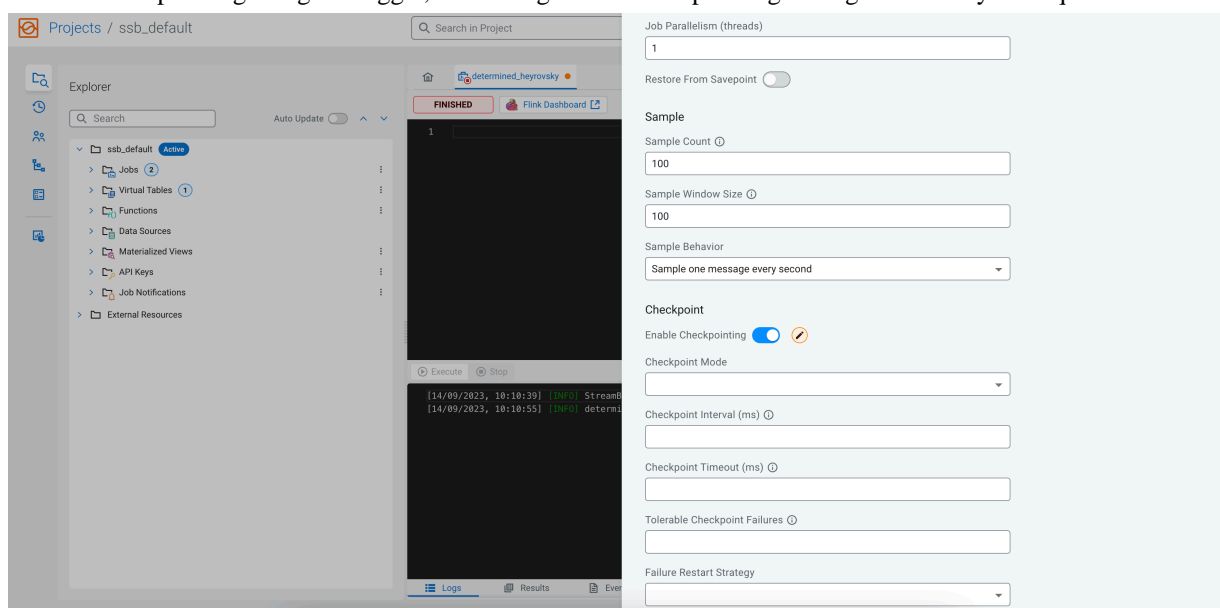 Projects / ssb_default
Search in Project
Explorer
Search
Auto Update
ssb_default Active
Jobs 2
Virtual Tables 1
Functions
Data Sources
Materialized Views
API Keys
Job Notifications
External Resources
determined_heyrovsky
FINISHED
Flink Dashboard
1
Execute Stop
[14/09/2023, 10:10:39] [INFO] StreamB
[14/09/2023, 10:10:55] [INFO] determi
Logs Results Even
Job Parallelism (threads)
1
Restore From Savepoint
Sample
Sample Count
100
Sample Window Size
100
Sample Behavior
Sample one message every second
Checkpoint
Enable Checkpointing
Checkpoint Mode
Checkpoint Interval (ms)
Checkpoint Timeout (ms)
Tolerable Checkpoint Failures
Failure Restart Strategy